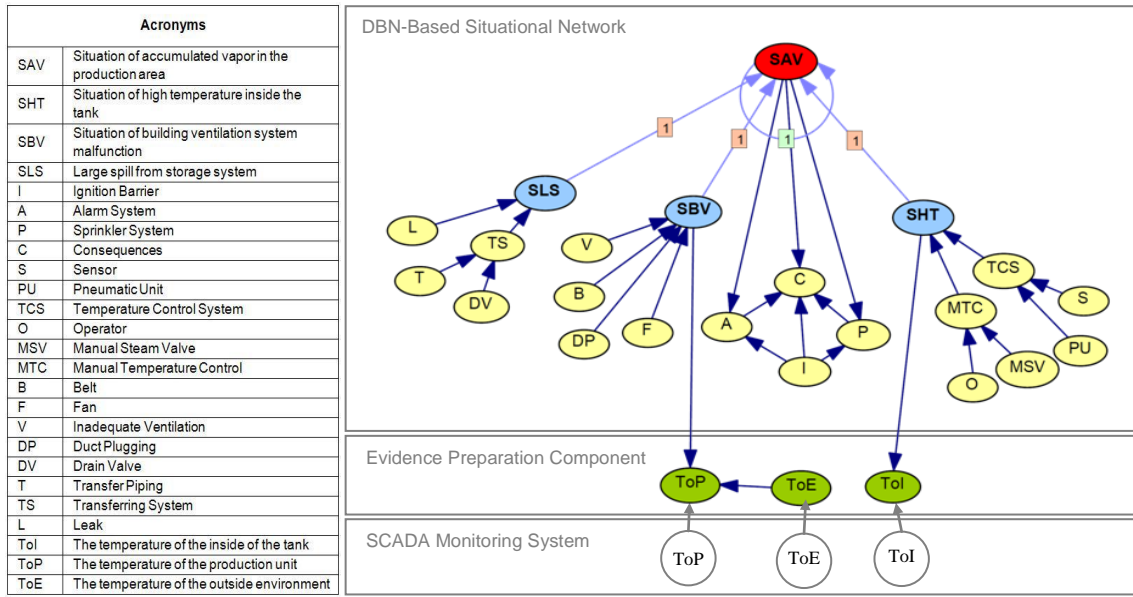 Acronyms
SAV Situation of accumulated vapor in the
production area
SHT Situation of high temperature inside the
tank
SBV Situation of building ventilation system
malfunction
SLS Large spill from storage system
I Ignition Barrier
A Alarm System
P Sprinkler System
C Consequences
S Sensor
PU Pneumatic Unit
TCS Temperature Control System
O Operator
MSV Manual Steam Valve
MTC Manual Temperature Control
B Belt
F Fan
V Inadequate Ventilation
DP Duct Plugging
DV Drain Valve
T Transfer Piping
TS Transferring System
L Leak
ToI The temperature of the inside of the tank
ToP The temperature of the production unit
ToE The temperature of the outside environment
DBN-Based Situational Network
SAV
1
1
1
1
SLS
SBV
SHT
L
TS
T
DV
V
B
DP
F
C
A
P
I
TCS
S
MTC
PU
MSV
O
Evidence Preparation Component
ToP
ToE
ToI
SCADA Monitoring System
ToP
ToE
ToI